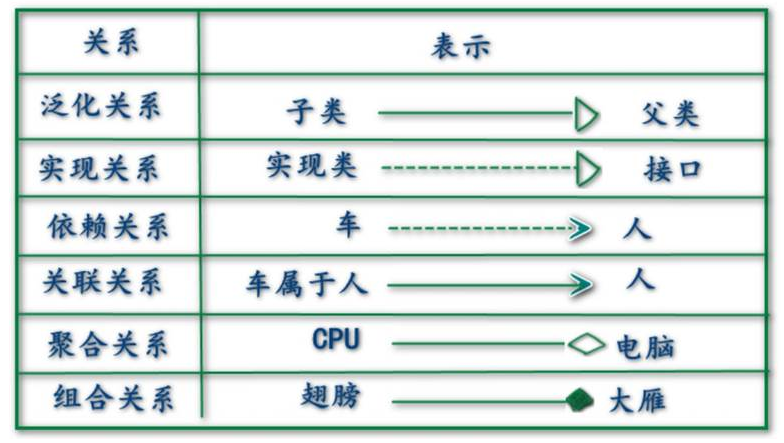 关系 表示
泛化关系 子类 父类
实现关系 实现类 接口
依赖关系 车 人
关联关系 车属于人 人
聚合关系 CPU 电脑
组合关系 翅膀 大雁